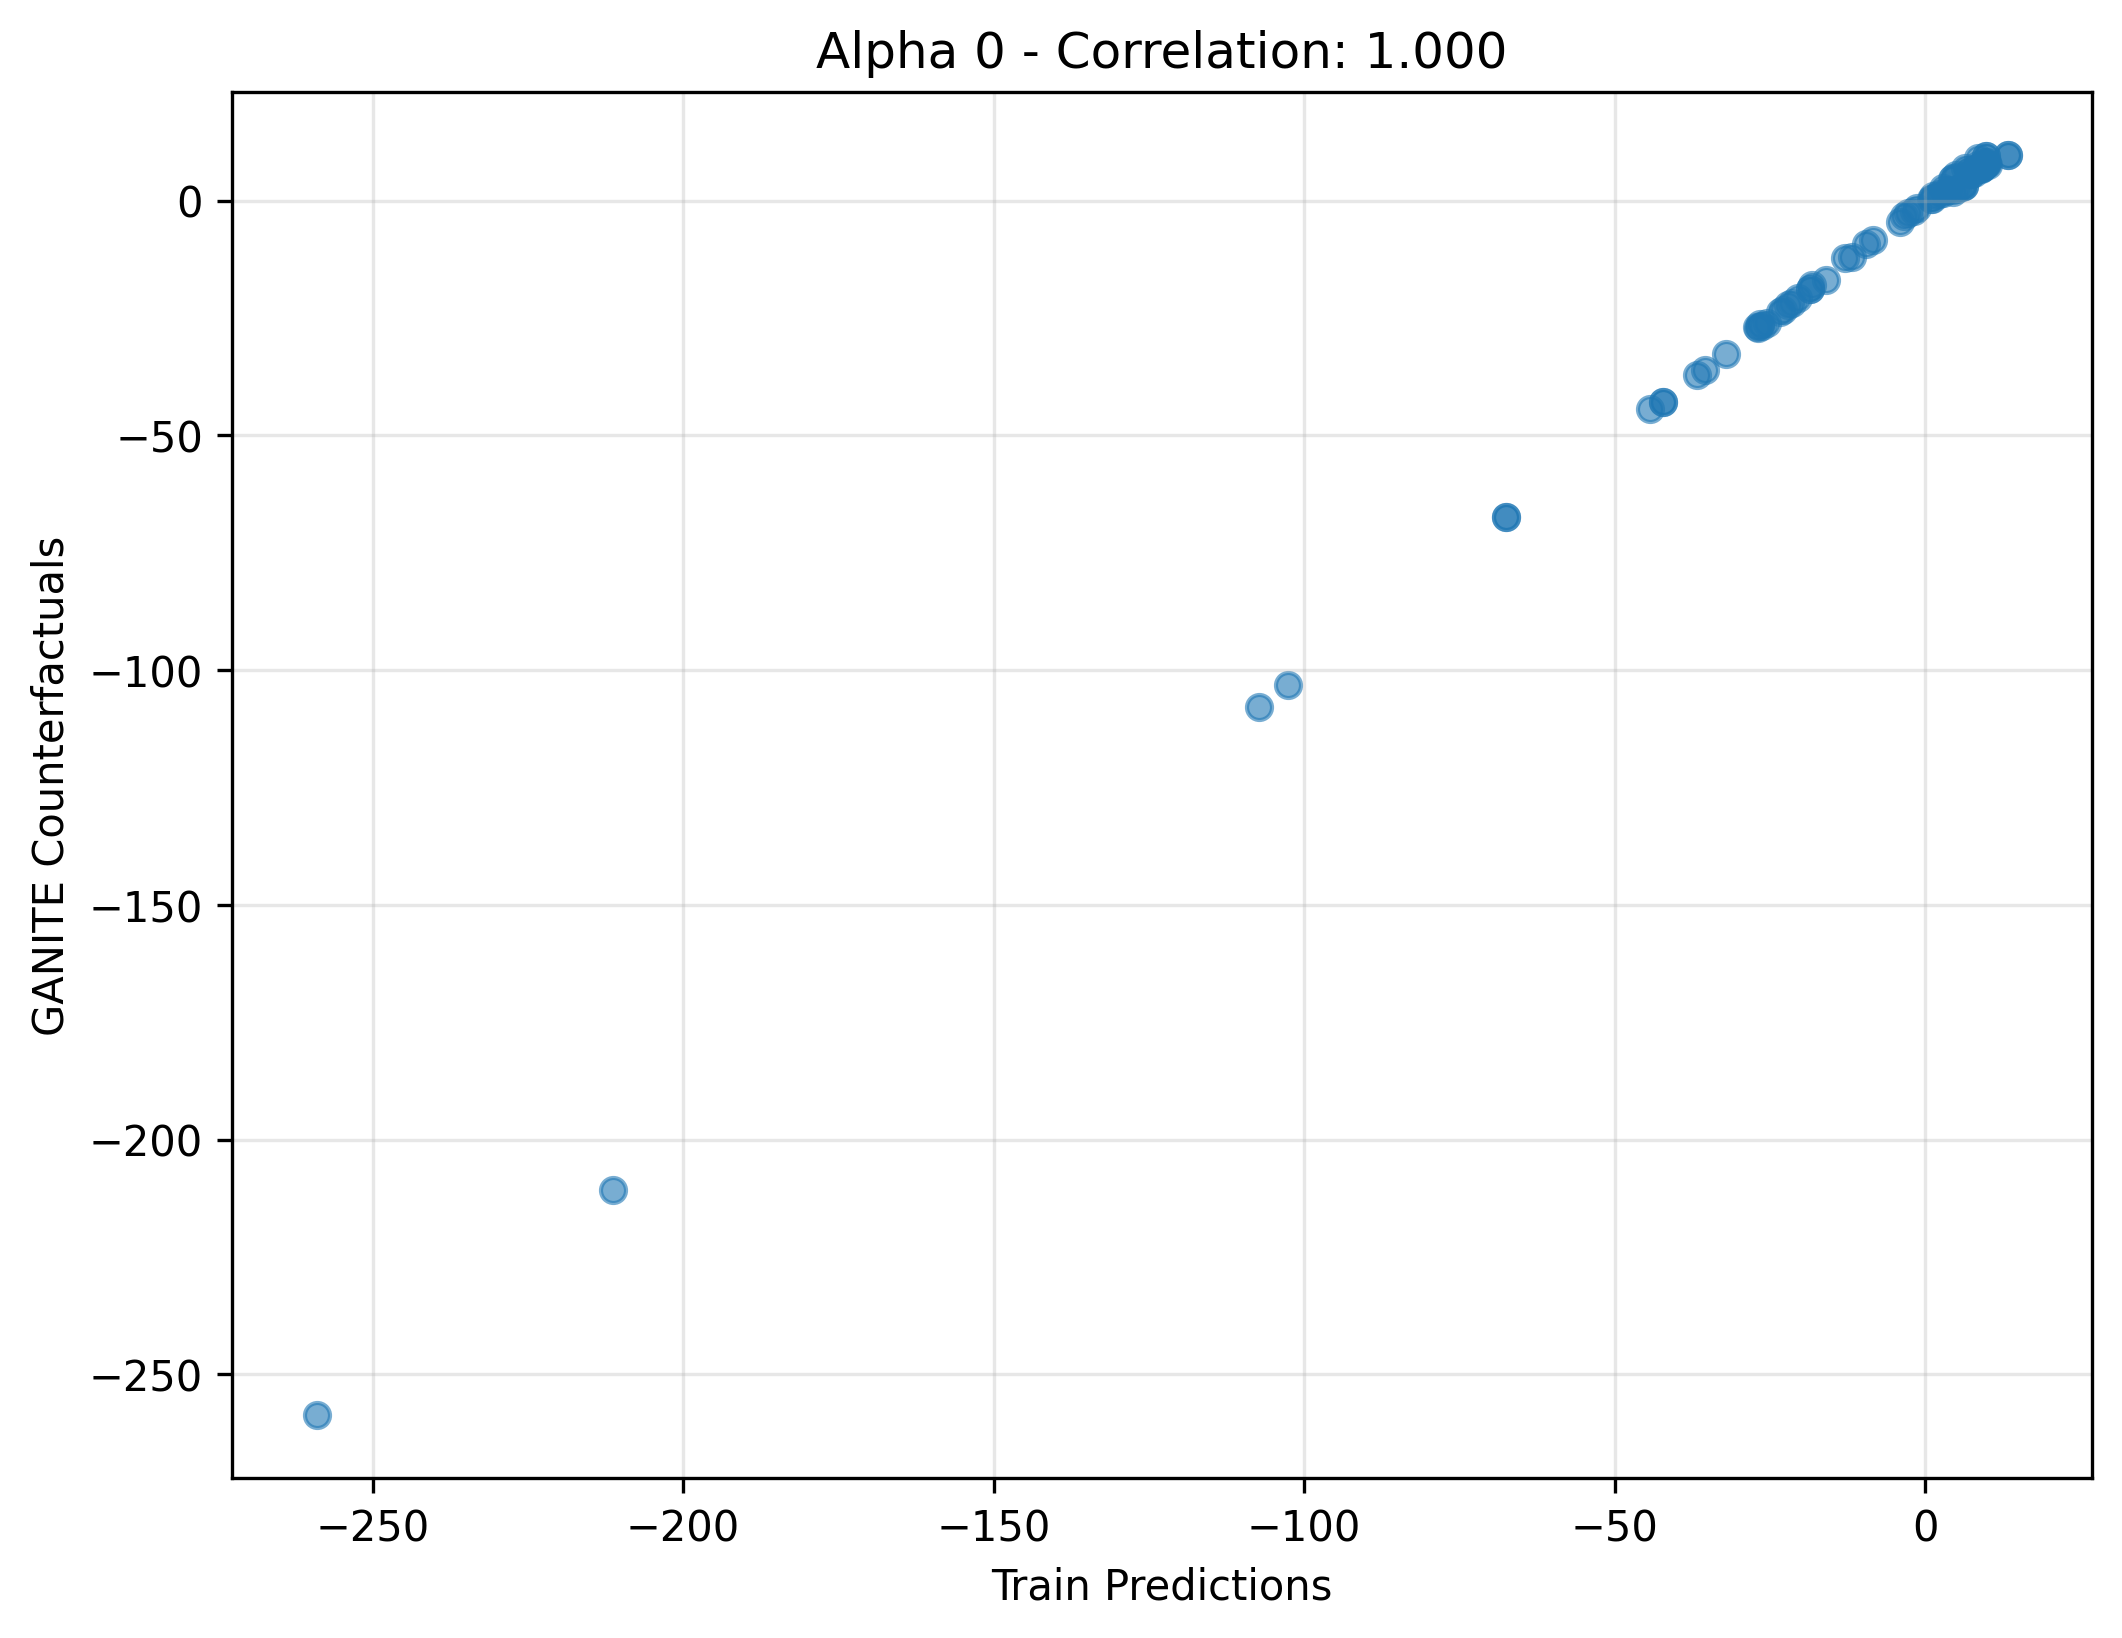 Alpha 0 - Correlation: 1.000
0
−50
−100
−150
−200
−250
GANITE Counterfactuals
−250 −200 −150 −100 −50 0
Train Predictions